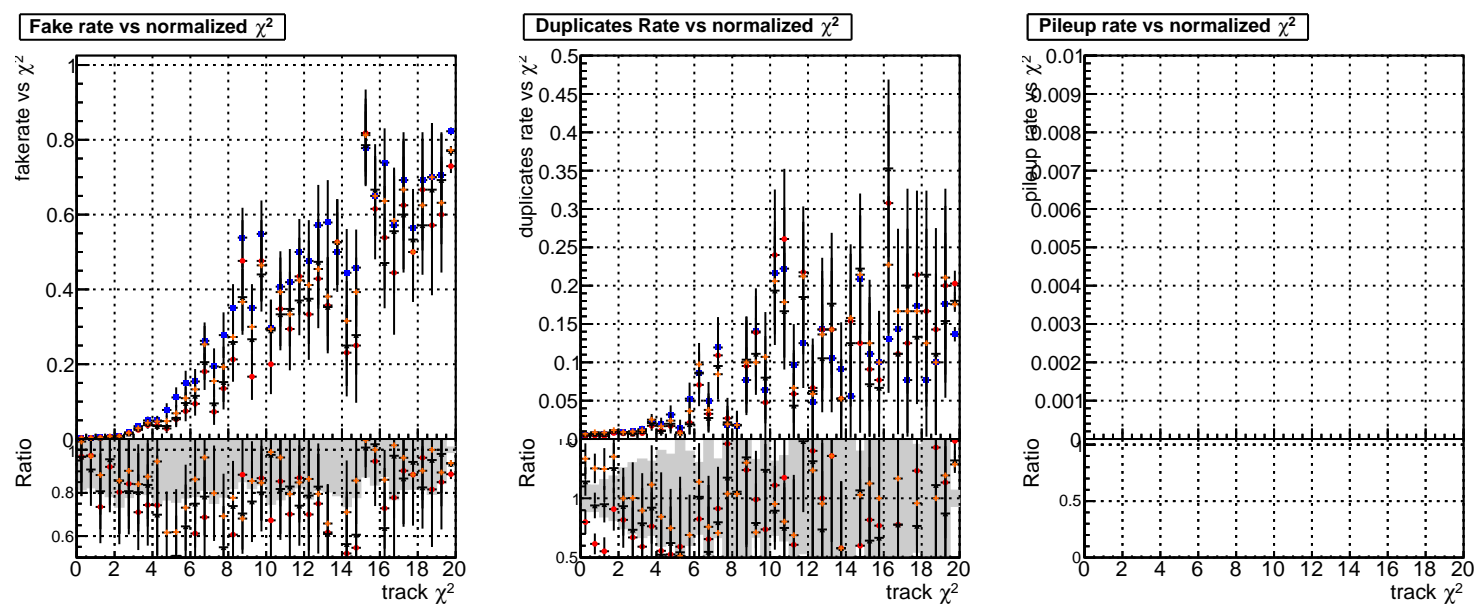 Fake rate vs normalized χ²
fakerate vs χ²
1
0.8
0.6
0.4
0.2
0
Ratio
1
0.8
0.6
0 2 4 6 8 10 12 14 16 18 20
track χ²
Duplicates Rate vs normalized χ²
duplicates rate vs χ²
0.5
0.45
0.4
0.35
0.3
0.25
0.2
0.15
0.1
0.05
0
Ratio
1
0.5
0 2 4 6 8 10 12 14 16 18 20
track χ²
Pileup rate vs normalized χ²
pileup rate vs χ²
0.01
0.009
0.008
0.007
0.006
0.005
0.004
0.003
0.002
0.001
0
Ratio
0.5
0
0 2 4 6 8 10 12 14 16 18 20
track χ²